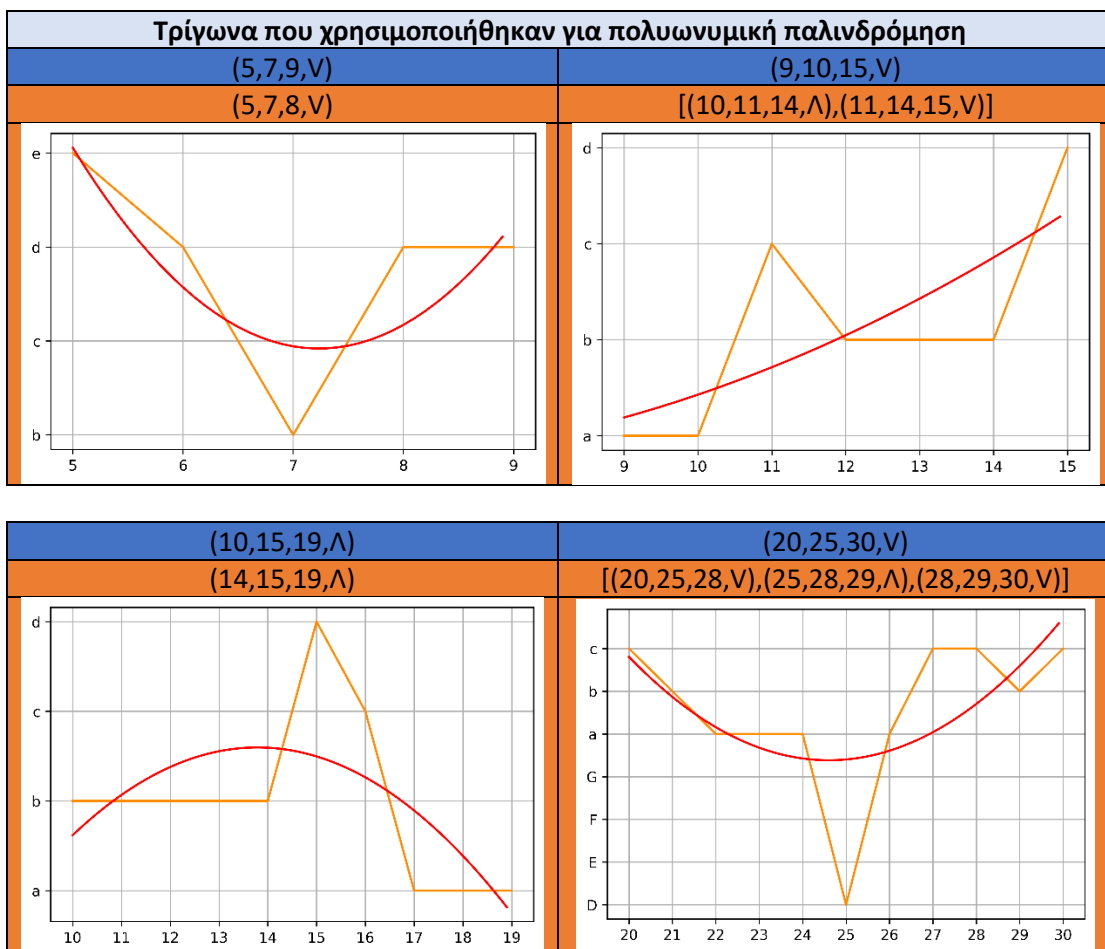 Τρίγωνα που χρησιμοποιήθηκαν για πολυωνυμική παλινδρόμηση
(5,7,9,V) (9,10,15,V)
(5,7,8,V) [(10,11,14,Λ),(11,14,15,V)]
e
d
c
b
5 6 7 8 9
d
c
b
a
9 10 11 12 13 14 15
(10,15,19,Λ) (20,25,30,V)
(14,15,19,Λ) [(20,25,28,V),(25,28,29,Λ),(28,29,30,V)]
d
c
b
a
10 11 12 13 14 15 16 17 18 19
c
b
a
G
F
E
D
20 21 22 23 24 25 26 27 28 29 30